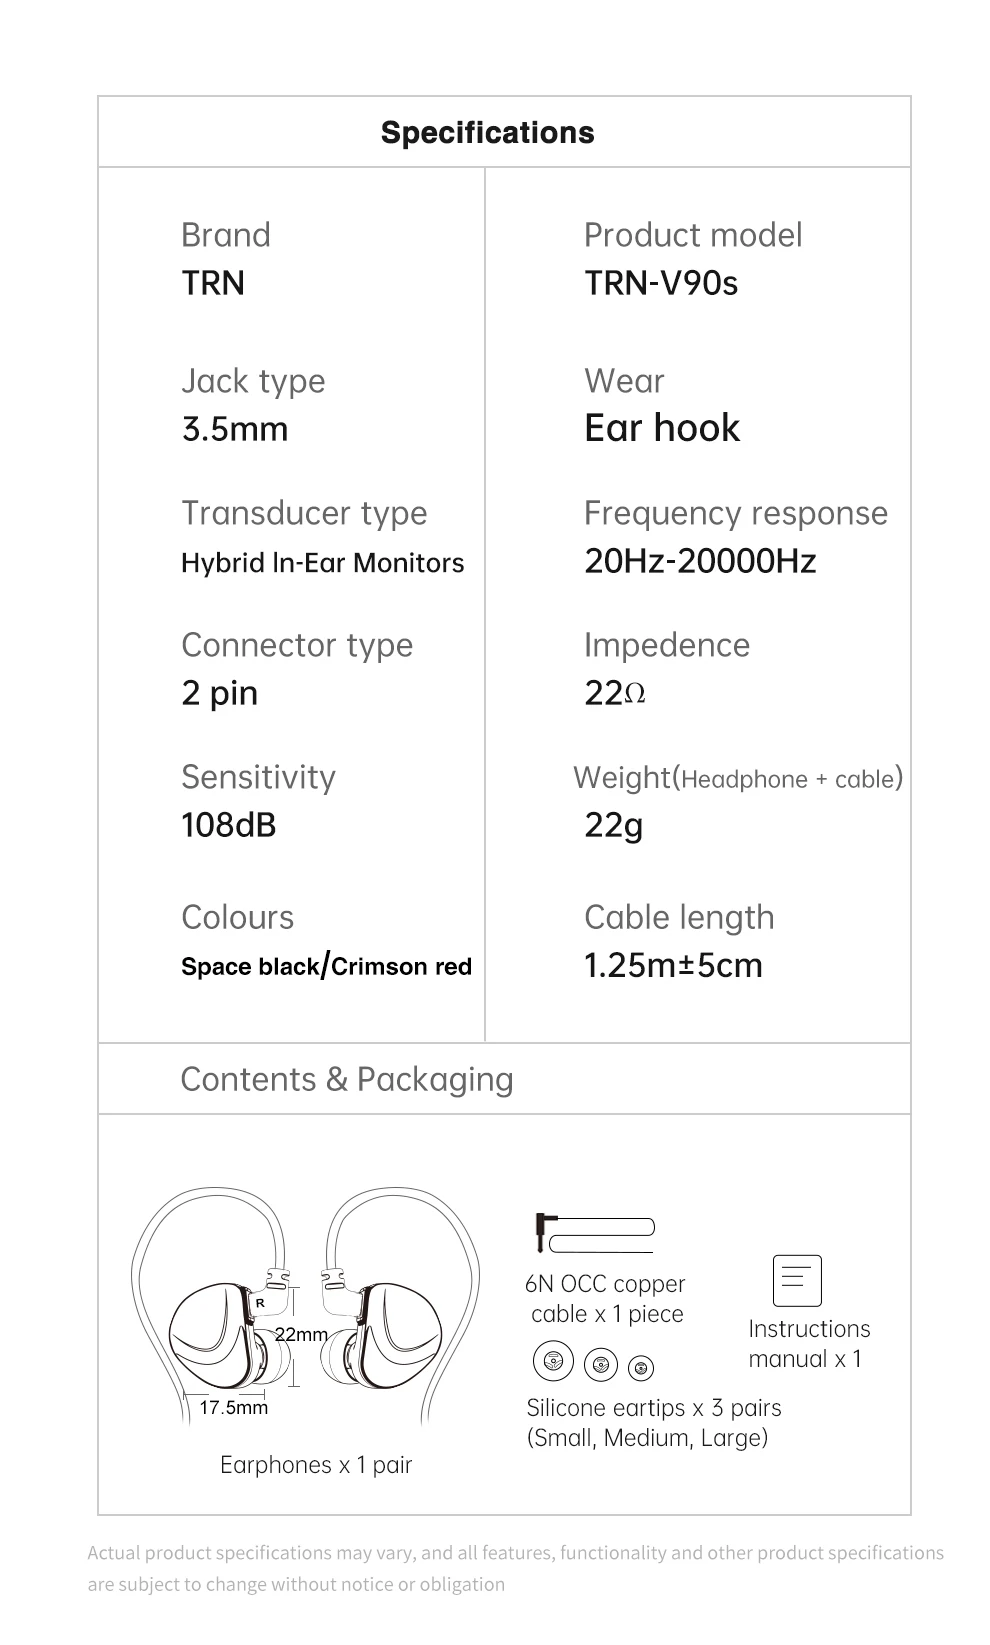 Specifications
Brand
TRN
Product model
TRN-V90s
Jack type
3.5mm
Wear
Ear hook
Transducer type
Hybrid In-Ear Monitors
Frequency response
20Hz-20000Hz
Connector type
2 pin
Impedence
22Ω
Sensitivity
108dB
Weight(Headphone + cable)
22g
Colours
Space black/Crimson red
Cable length
1.25m±5cm
Contents & Packaging
R
22mm
17.5mm
Earphones x 1 pair
6N OCC copper
cable x 1 piece
Silicone eartips x 3 pairs
(Small, Medium, Large)
Instructions
manual x 1
Actual product specifications may vary, and all features, functionality and other product specifications
are subject to change without notice or obligation